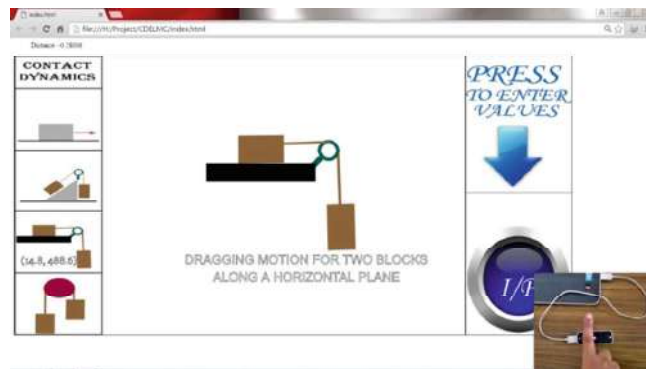 index.html
file:///H:/Project/CDELMC/index.html
CONTACT
DYNAMICS
(14.8, 488.6)
DRAGGING MOTION FOR TWO BLOCKS
ALONG A HORIZONTAL PLANE
PRESS
TO ENTER
VALUES